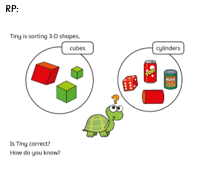 RP:
Tiny is sorting 3-D shapes.
cubes
cylinders
?
Is Tiny correct?
How do you know?